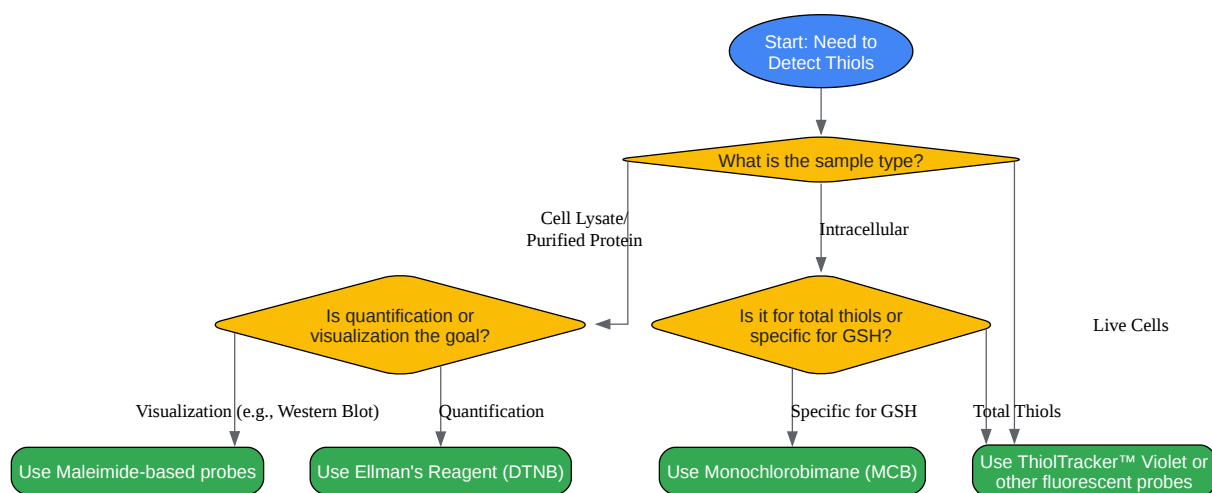 Start: Need to
Detect Thiols
What is the sample type?
Cell Lysate/
Purified Protein
Intracellular
Is quantification or
visualization the goal?
Is it for total thiols or
specific for GSH?
Live Cells
Visualization (e.g., Western Blot)
Quantification
Specific for GSH
Total Thiols
Use Maleimide-based probes
Use Ellman's Reagent (DTNB)
Use Monochlorobimane (MCB)
Use ThiolTracker™ Violet or
other fluorescent probes